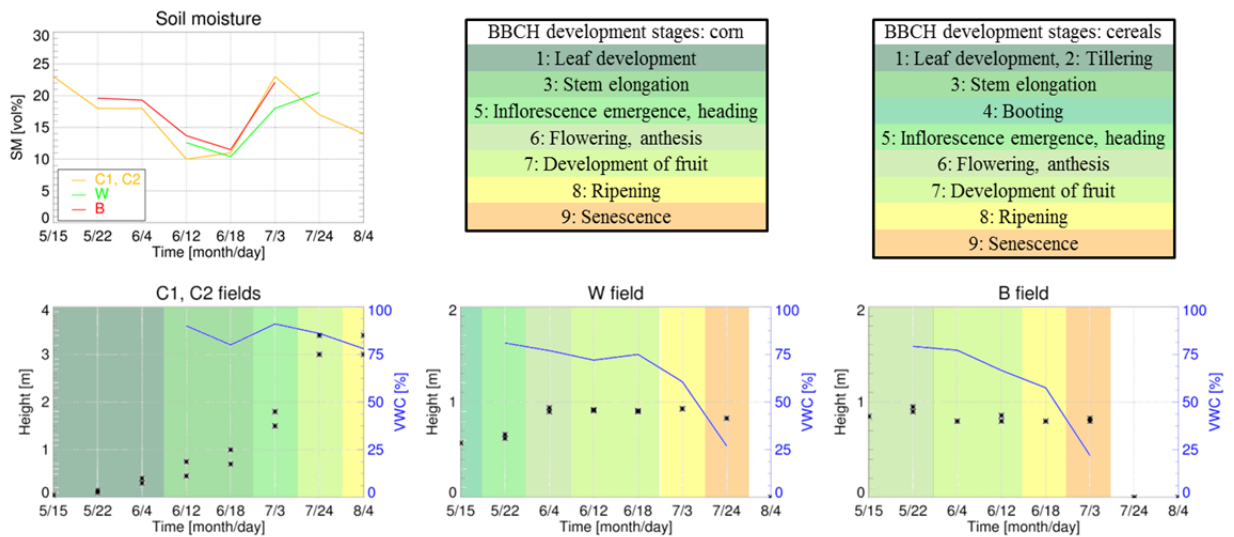 Soil moisture
30
25
20
15
10
5
0
SM [vol%]
C1, C2
W
B
5/15 5/22 6/4 6/12 6/18 7/3 7/24 8/4
Time [month/day]
BBCH development stages: corn
1: Leaf development
3: Stem elongation
5: Inflorescence emergence, heading
6: Flowering, anthesis
7: Development of fruit
8: Ripening
9: Senescence
BBCH development stages: cereals
1: Leaf development, 2: Tillering
3: Stem elongation
4: Booting
5: Inflorescence emergence, heading
6: Flowering, anthesis
7: Development of fruit
8: Ripening
9: Senescence
C1, C2 fields
4
3
2
1
0
Height [m]
100
75
50
25
0
VWC [%]
5/15 5/22 6/4 6/12 6/18 7/3 7/24 8/4
Time [month/day]
W field
2
1
0
Height [m]
100
75
50
25
0
VWC [%]
5/15 5/22 6/4 6/12 6/18 7/3 7/24 8/4
Time [month/day]
B field
2
1
0
Height [m]
100
75
50
25
0
VWC [%]
5/15 5/22 6/4 6/12 6/18 7/3 7/24 8/4
Time [month/day]